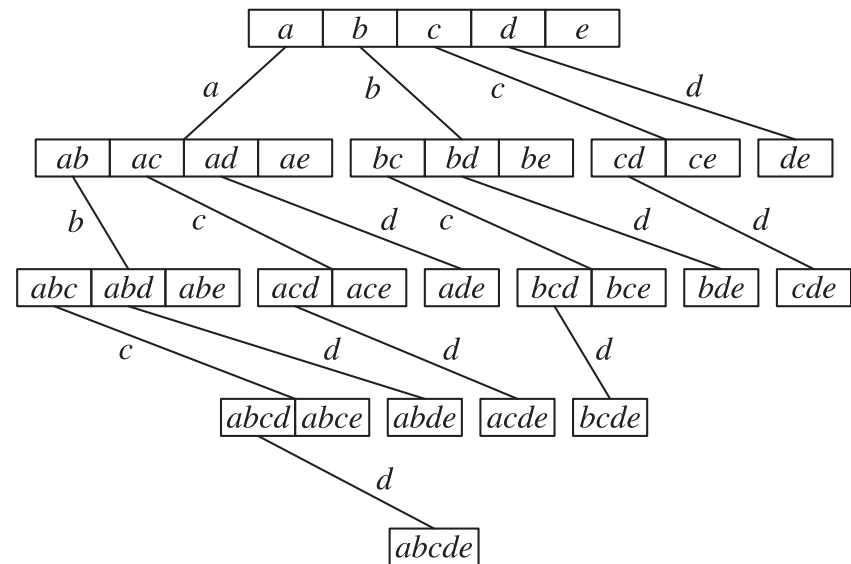 a b c d e
a b c d
ab ac ad ae bc bd be cd ce de
b c d c d d
abc abd abe acd ace ade bcd bce bde cde
c d d d
abcd abce abde acde bcde
d
abcde